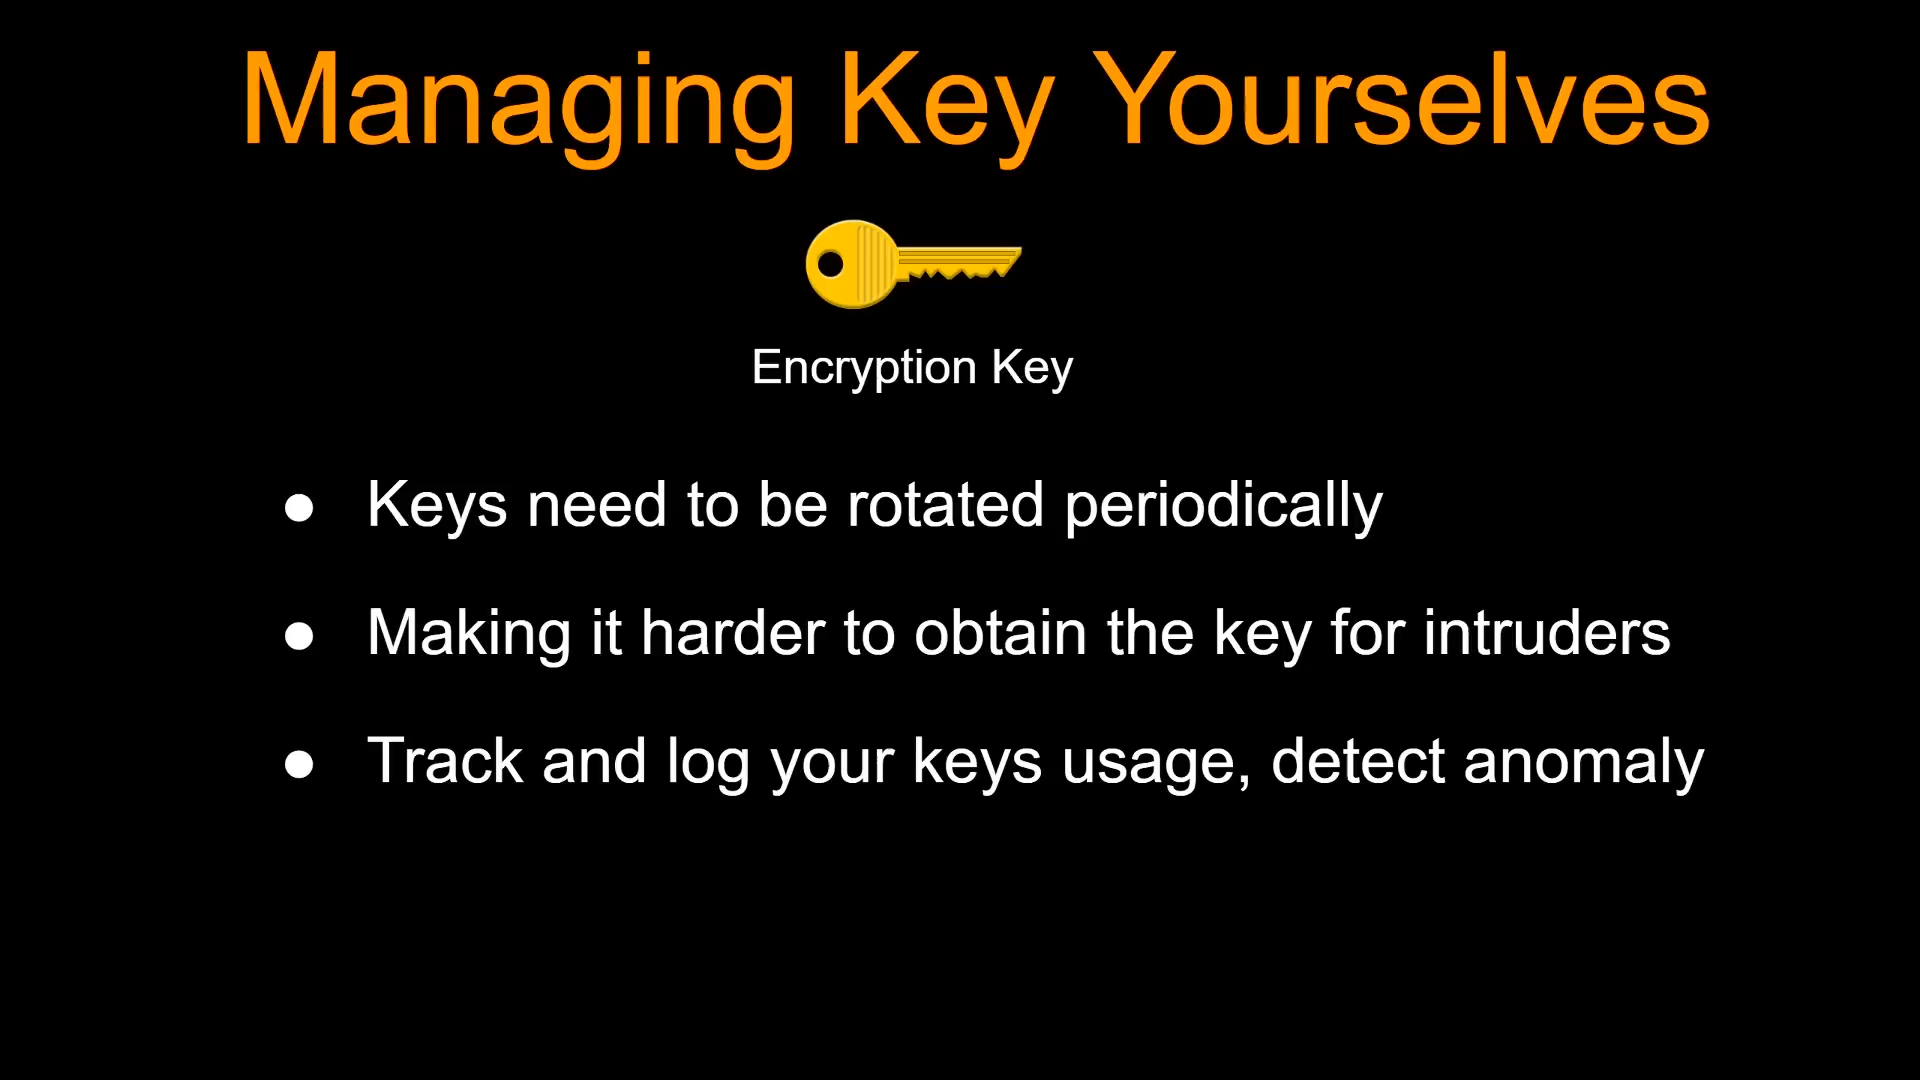 Managing Key Yourselves
Encryption Key
● Keys need to be rotated periodically
● Making it harder to obtain the key for intruders
● Track and log your keys usage, detect anomaly